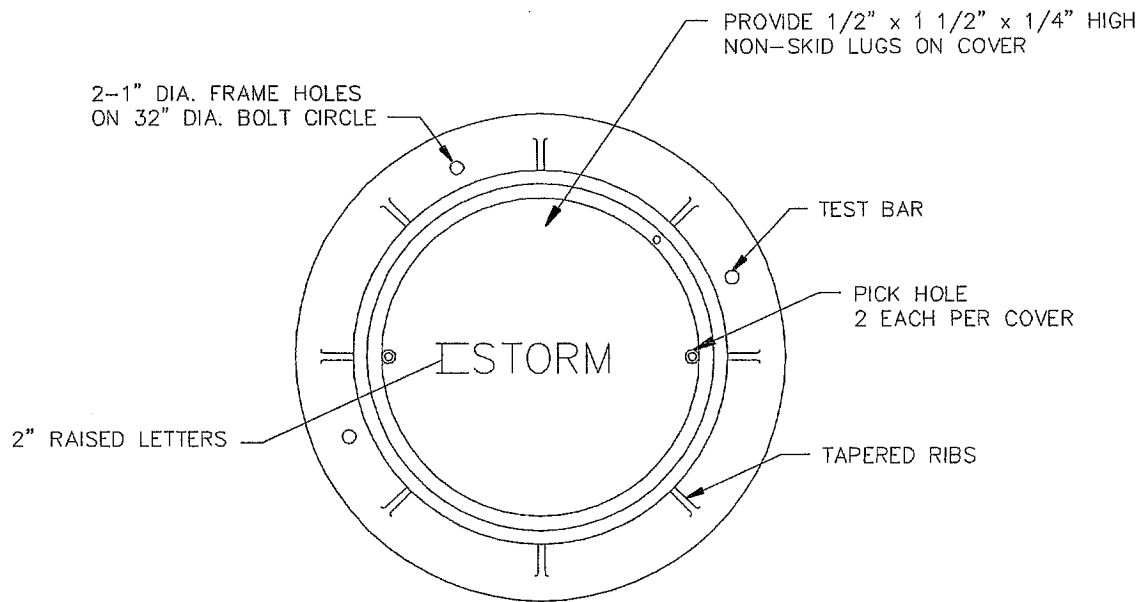 PROVIDE 1/2" x 1 1/2" x 1/4" HIGH
NON-SKID LUGS ON COVER
2-1" DIA. FRAME HOLES
ON 32" DIA. BOLT CIRCLE
TEST BAR
PICK HOLE
2 EACH PER COVER
STORM
2" RAISED LETTERS
TAPERED RIBS